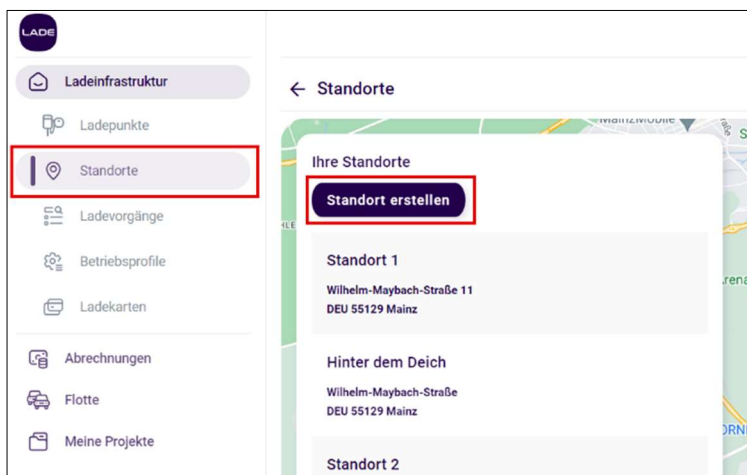 LADE
Ladeinfrastruktur
Ladepunkte
Standorte
Ladevorgänge
Betriebsprofile
Ladekarten
Abrechnungen
Flotte
Meine Projekte
← Standorte
MainzMobile
Ihre Standorte
Standort erstellen
Standort 1
Wilhelm-Maybach-Straße 11
DEU 55129 Mainz
Hinter dem Deich
Wilhelm-Maybach-Straße
DEU 55129 Mainz
Standort 2